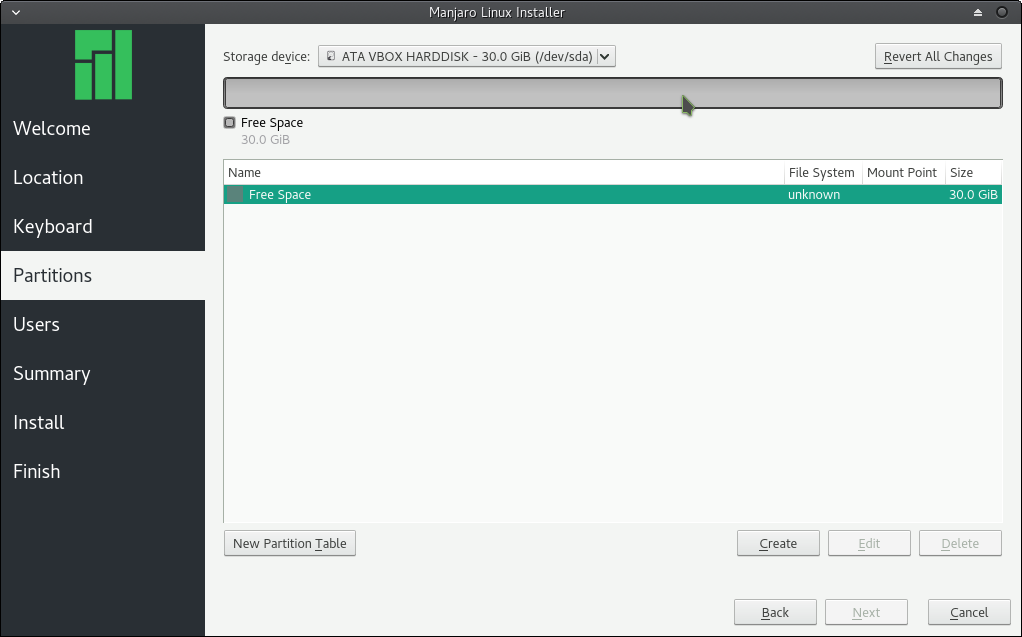 Manjaro Linux Installer
Welcome
Location
Keyboard
Partitions
Users
Summary
Install
Finish
Storage device: ATA VBOX HARDDISK - 30.0 GiB (/dev/sda) Revert All Changes
Free Space
30.0 GiB
Name File System Mount Point Size
Free Space unknown 30.0 GiB
New Partition Table Create Edit Delete
Back Next Cancel